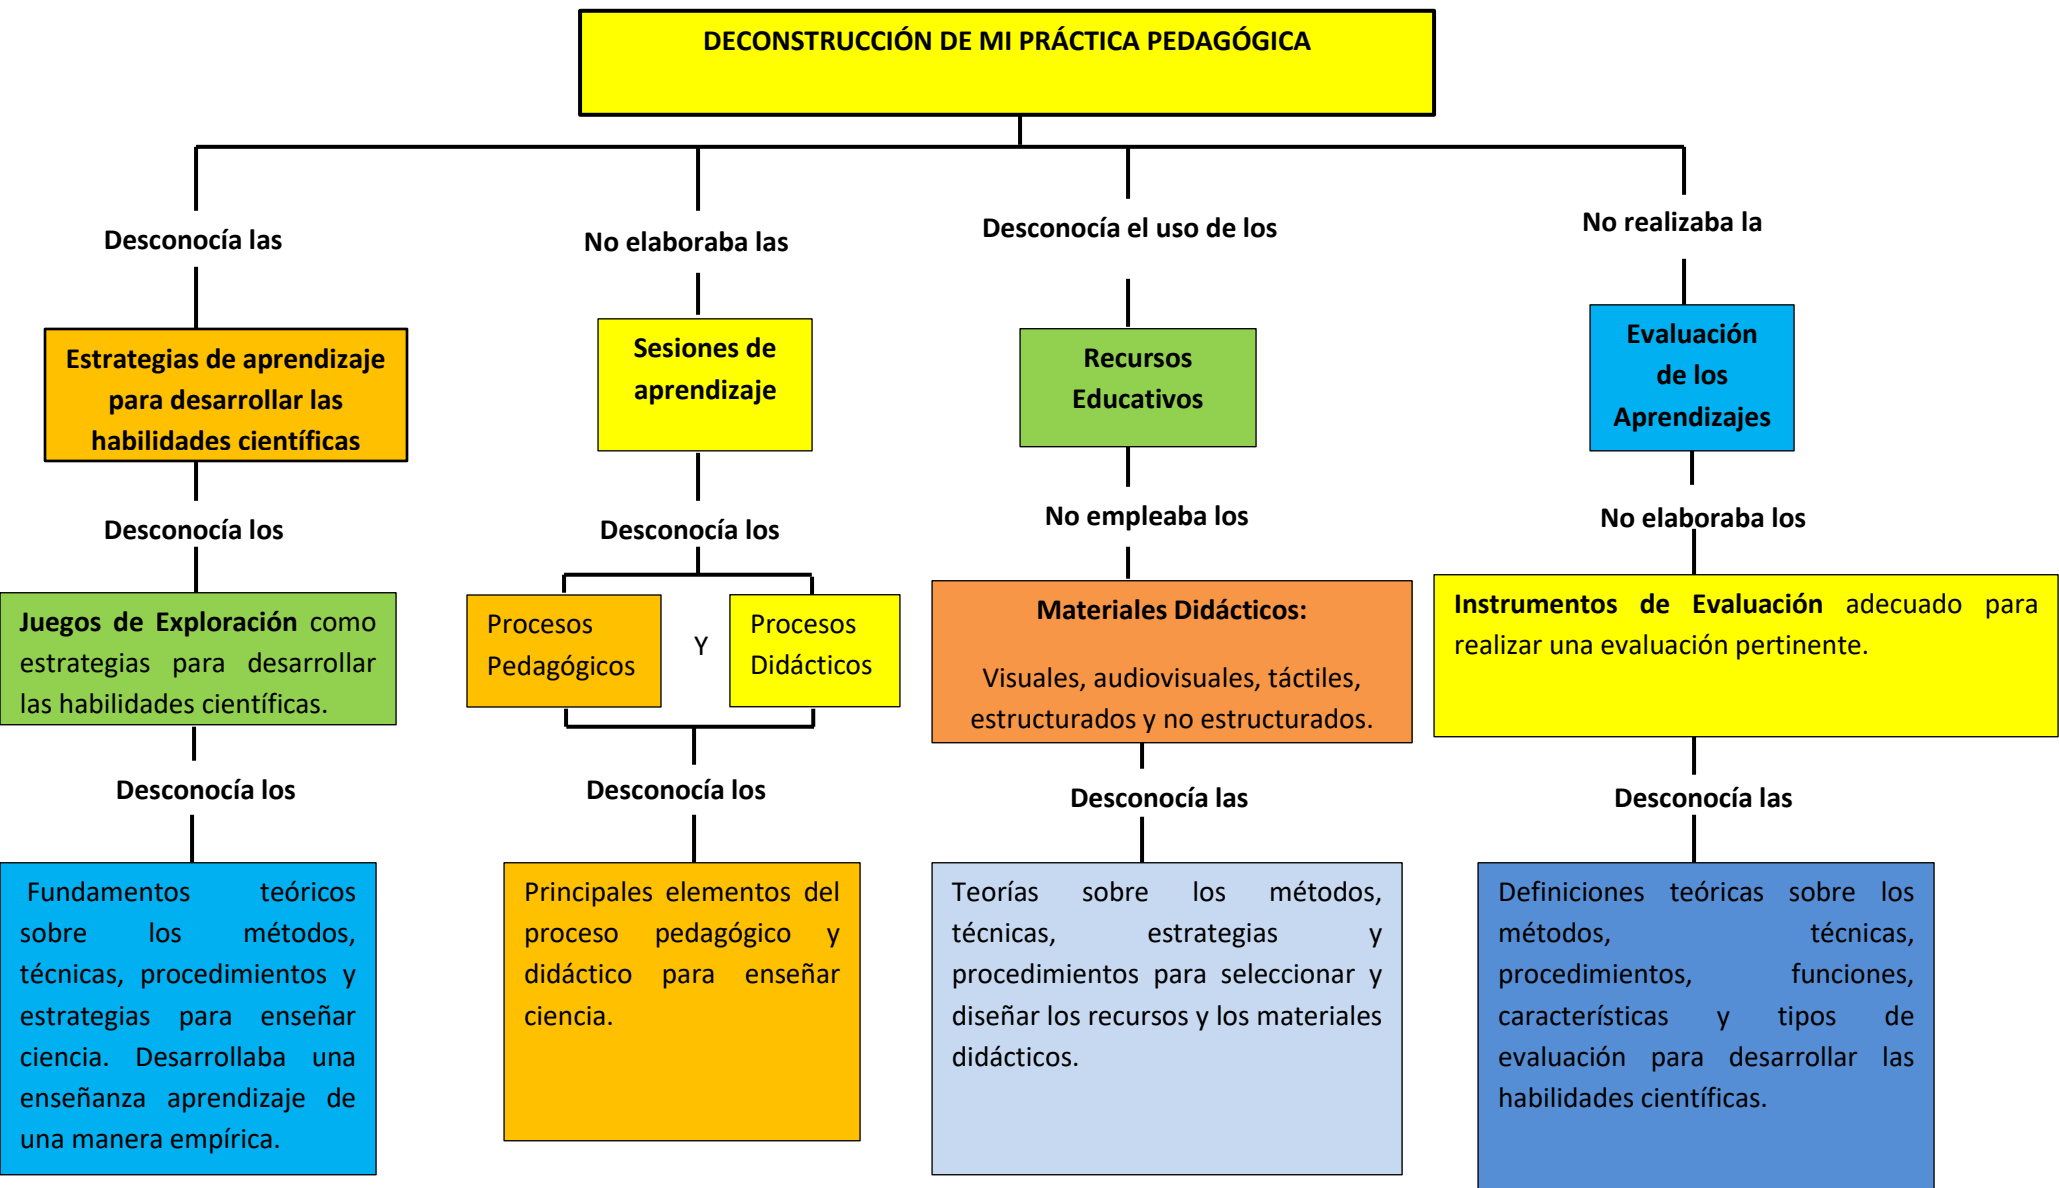 DECONSTRUCCIÓN DE MI PRÁCTICA PEDAGÓGICA
Desconocía las
Estrategias de aprendizaje
para desarrollar las
habilidades científicas
Desconocía los
Juegos de Exploración como
estrategias para desarrollar
las habilidades científicas.
Desconocía los
Fundamentos teóricos
sobre los métodos,
técnicas, procedimientos y
estrategias para enseñar
ciencia. Desarrollaba una
enseñanza aprendizaje de
una manera empírica.
No elaboraba las
Sesiones de
aprendizaje
Desconocía los
Procesos
Pedagógicos
Y
Procesos
Didácticos
Desconocía los
Principales elementos del
proceso pedagógico y
didáctico para enseñar
ciencia.
Desconocía el uso de los
Recursos
Educativos
No empleaba los
Materiales Didácticos:
Visuales, audiovisuales, táctiles,
estructurados y no estructurados.
Desconocía las
Teorías sobre los métodos,
técnicas, estrategias y
procedimientos para seleccionar y
diseñar los recursos y los materiales
didácticos.
No realizaba la
Evaluación
de los
Aprendizajes
No elaboraba los
Instrumentos de Evaluación adecuado para
realizar una evaluación pertinente.
Desconocía las
Definiciones teóricas sobre los
métodos, técnicas,
procedimientos, funciones,
características y tipos de
evaluación para desarrollar las
habilidades científicas.